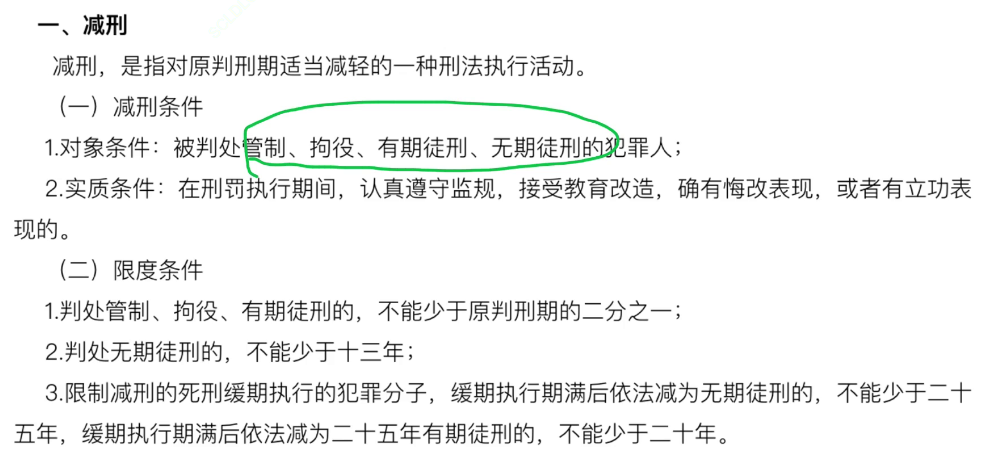 一、减刑
减刑，是指对原判刑期适当减轻的一种刑法执行活动。
（一）减刑条件
1.对象条件：被判处管制、拘役、有期徒刑、无期徒刑的犯罪人；
2.实质条件：在刑罚执行期间，认真遵守监规，接受教育改造，确有悔改表现，或者有立功表
现的。
（二）限度条件
1.判处管制、拘役、有期徒刑的，不能少于原判刑期的二分之一；
2.判处无期徒刑的，不能少于十三年；
3.限制减刑的死刑缓期执行的犯罪分子，缓期执行期满后依法减为无期徒刑的，不能少于二十
五年，缓期执行期满后依法减为二十五年有期徒刑的，不能少于二十年。